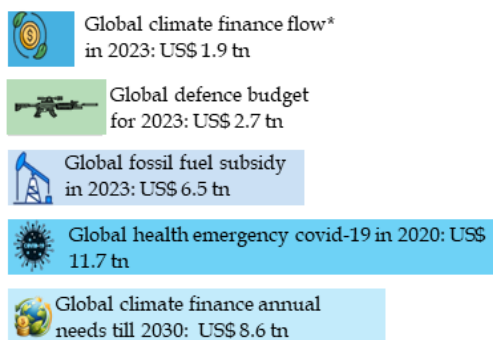 Global climate finance flow*
in 2023: US$ 1.9 tn
Global defence budget
for 2023: US$ 2.7 tn
Global fossil fuel subsidy
in 2023: US$ 6.5 tn
Global health emergency covid-19 in 2020: US$
11.7 tn
Global climate finance annual
needs till 2030:  US$ 8.6 tn